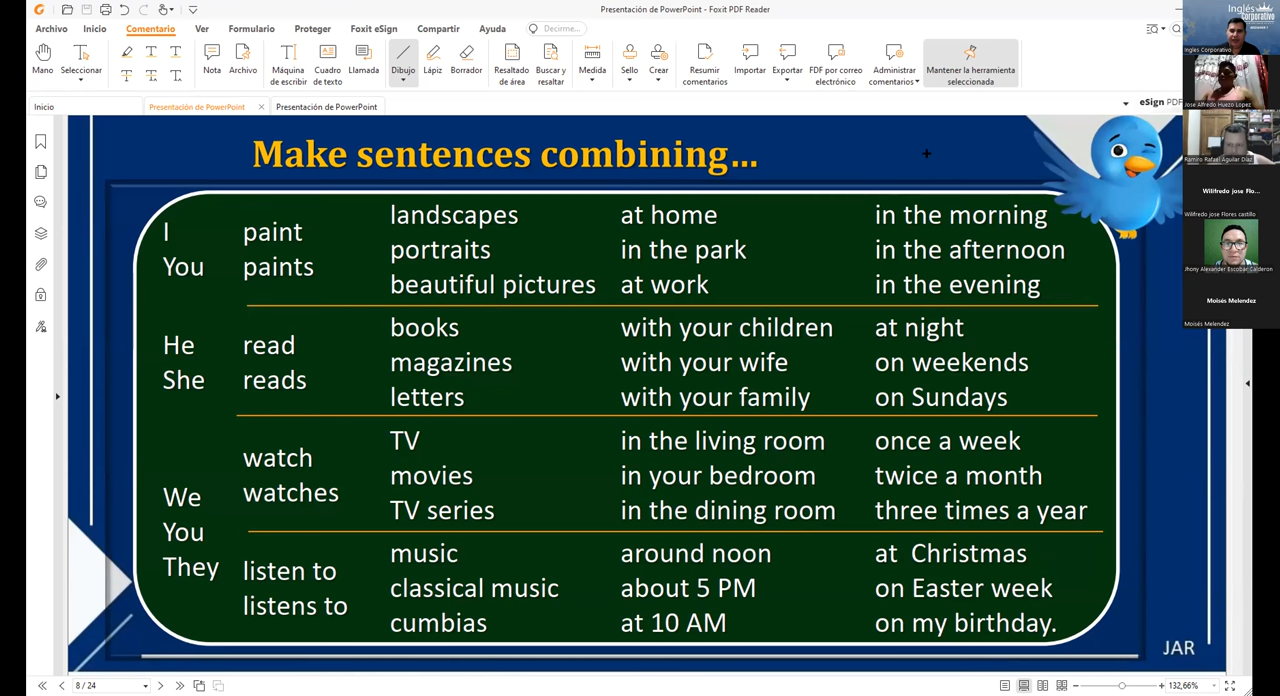 Presentación de PowerPoint - Foxit PDF Reader
Archivo Inicio Comentario Ver Formulario Proteger Foxit eSign Compartir Ayuda Decirme...
Mano Seleccionar Nota Archivo Máquina de escribir Cuadro de texto Llamada Dibujo Lápiz Borrador Resaltado de área Buscar y resaltar Medida Sello Crear Resumir comentarios Importar Exportar FDF por correo electrónico Administrar comentarios Mantener la herramienta seleccionada
Inicio Presentación de PowerPoint Presentación de PowerPoint eSign PDF
Make sentences combining...
I paint landscapes at home in the morning
You paints portraits in the park in the afternoon
beautiful pictures at work in the evening
He read books with your children at night
She reads magazines with your wife on weekends
letters with your family on Sundays
watch TV in the living room once a week
watches movies in your bedroom twice a month
We TV series in the dining room three times a year
You
They
listen to music around noon at Christmas
listens to classical music about 5 PM on Easter week
cumbias at 10 AM on my birthday.
JAR
8 / 24
132,66%
Inglés Corporativo
Ingles Corporativo
Jose Alfredo Huezo Lopez
Ramiro Rafael Aguilar Díaz
Wilifredo jose Flo...
Wilifredo jose Flores castillo
Jhony Alexander Escobar Calderon
Moisés Melendez
Moisés Melendez